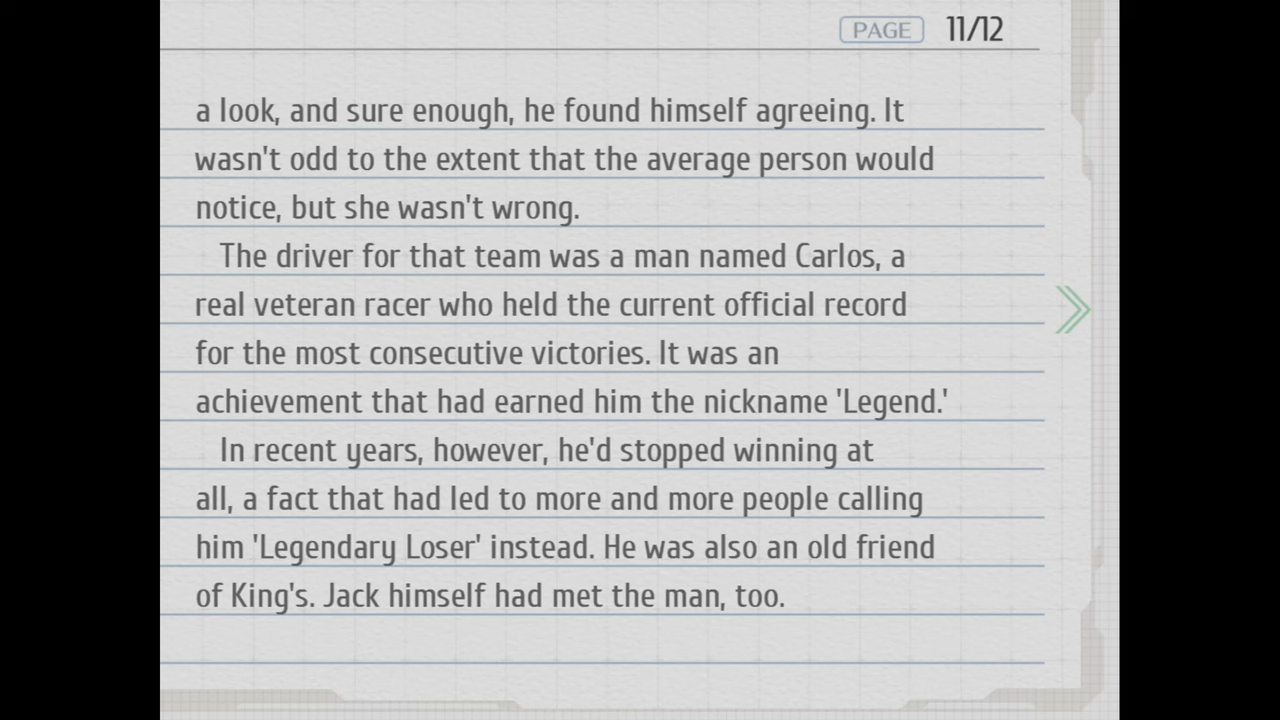 PAGE 11/12
a look, and sure enough, he found himself agreeing. It
wasn't odd to the extent that the average person would
notice, but she wasn't wrong.
The driver for that team was a man named Carlos, a
real veteran racer who held the current official record
for the most consecutive victories. It was an
achievement that had earned him the nickname 'Legend.'
In recent years, however, he'd stopped winning at
all, a fact that had led to more and more people calling
him 'Legendary Loser' instead. He was also an old friend
of King's. Jack himself had met the man, too.